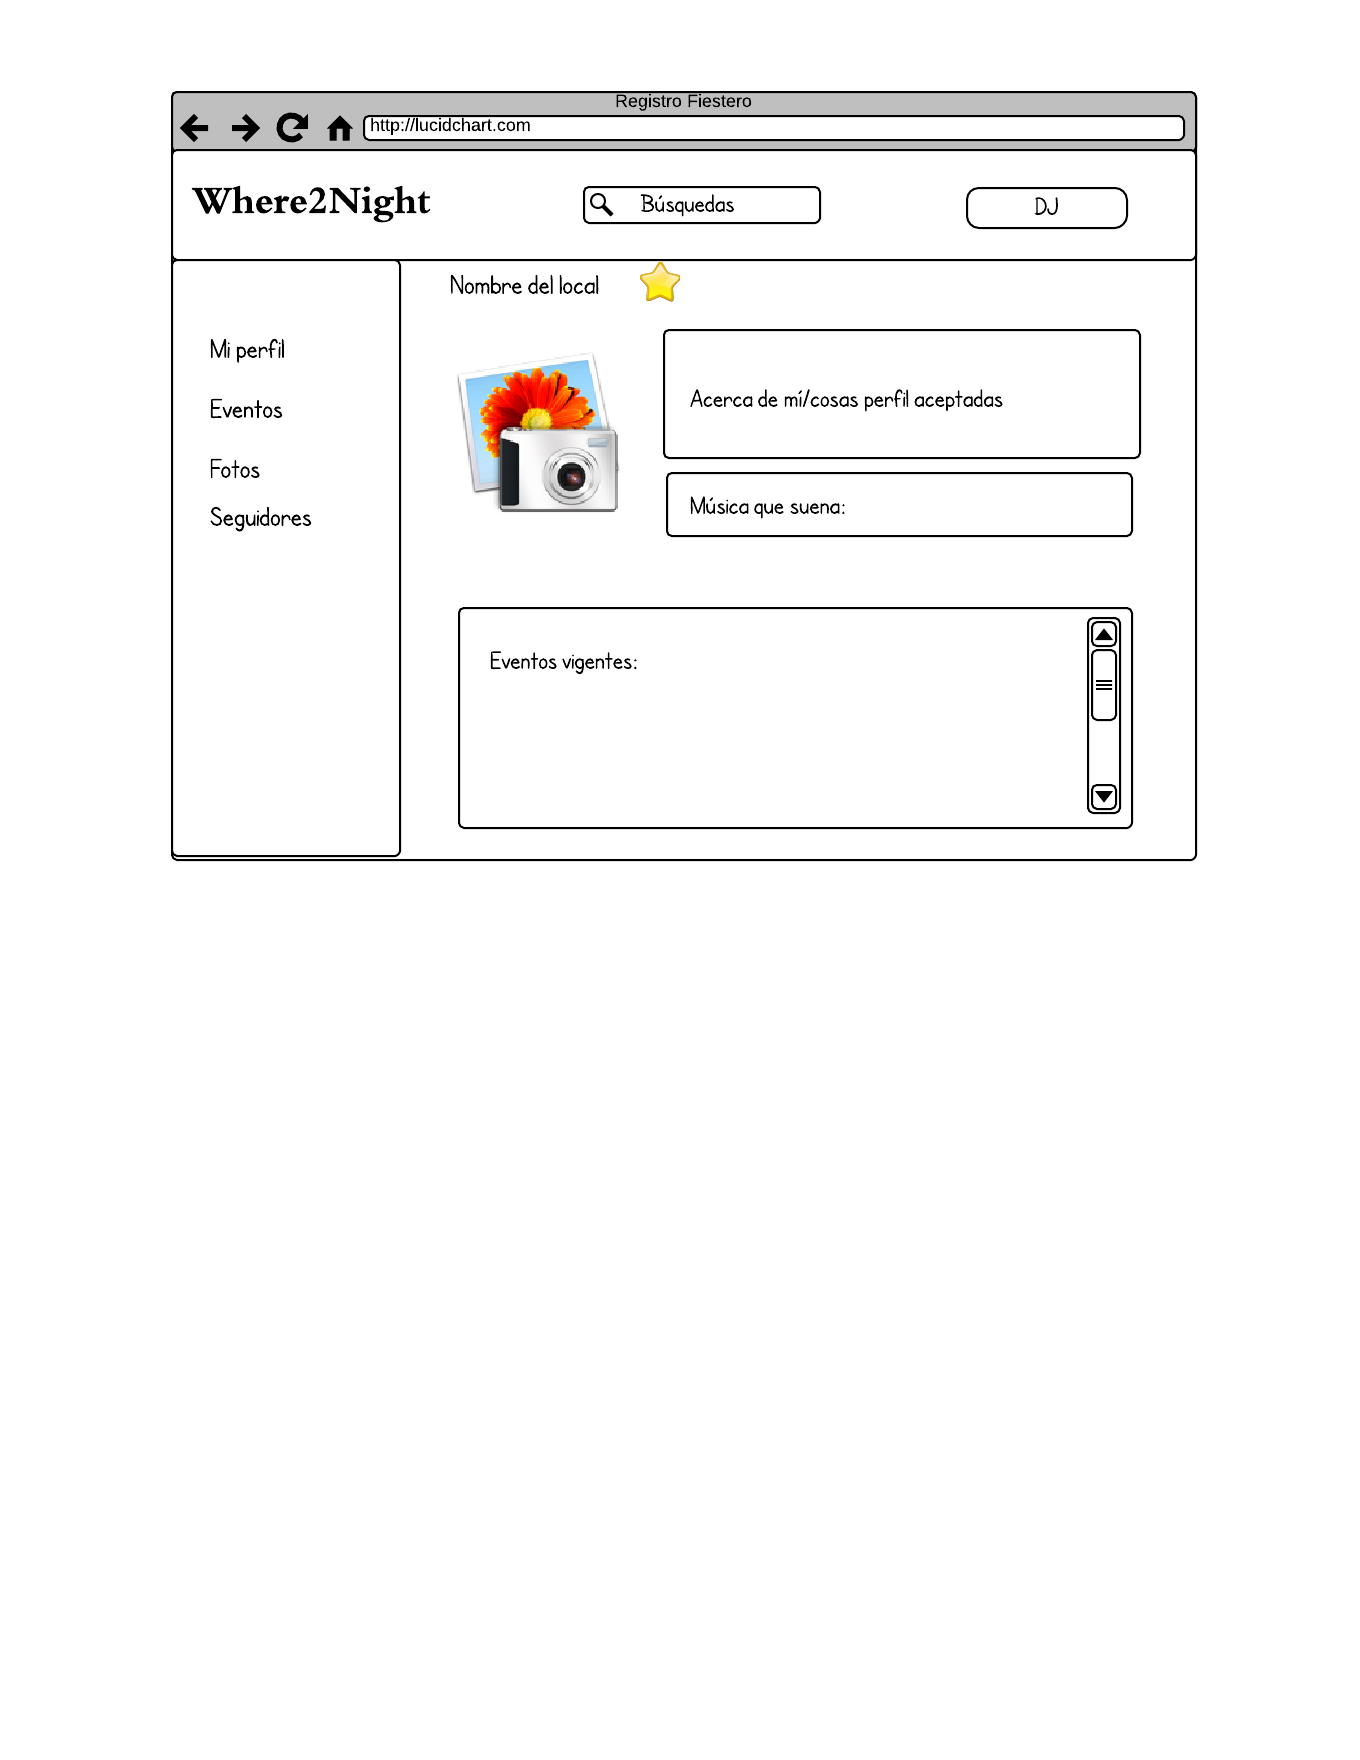 Registro Fiestero
http://lucidchart.com
Where2Night
Búsquedas
DJ
Nombre del local
Mi perfil
Eventos
Fotos
Seguidores
Acerca de mí/cosas perfil aceptadas
Música que suena:
Eventos vigentes: